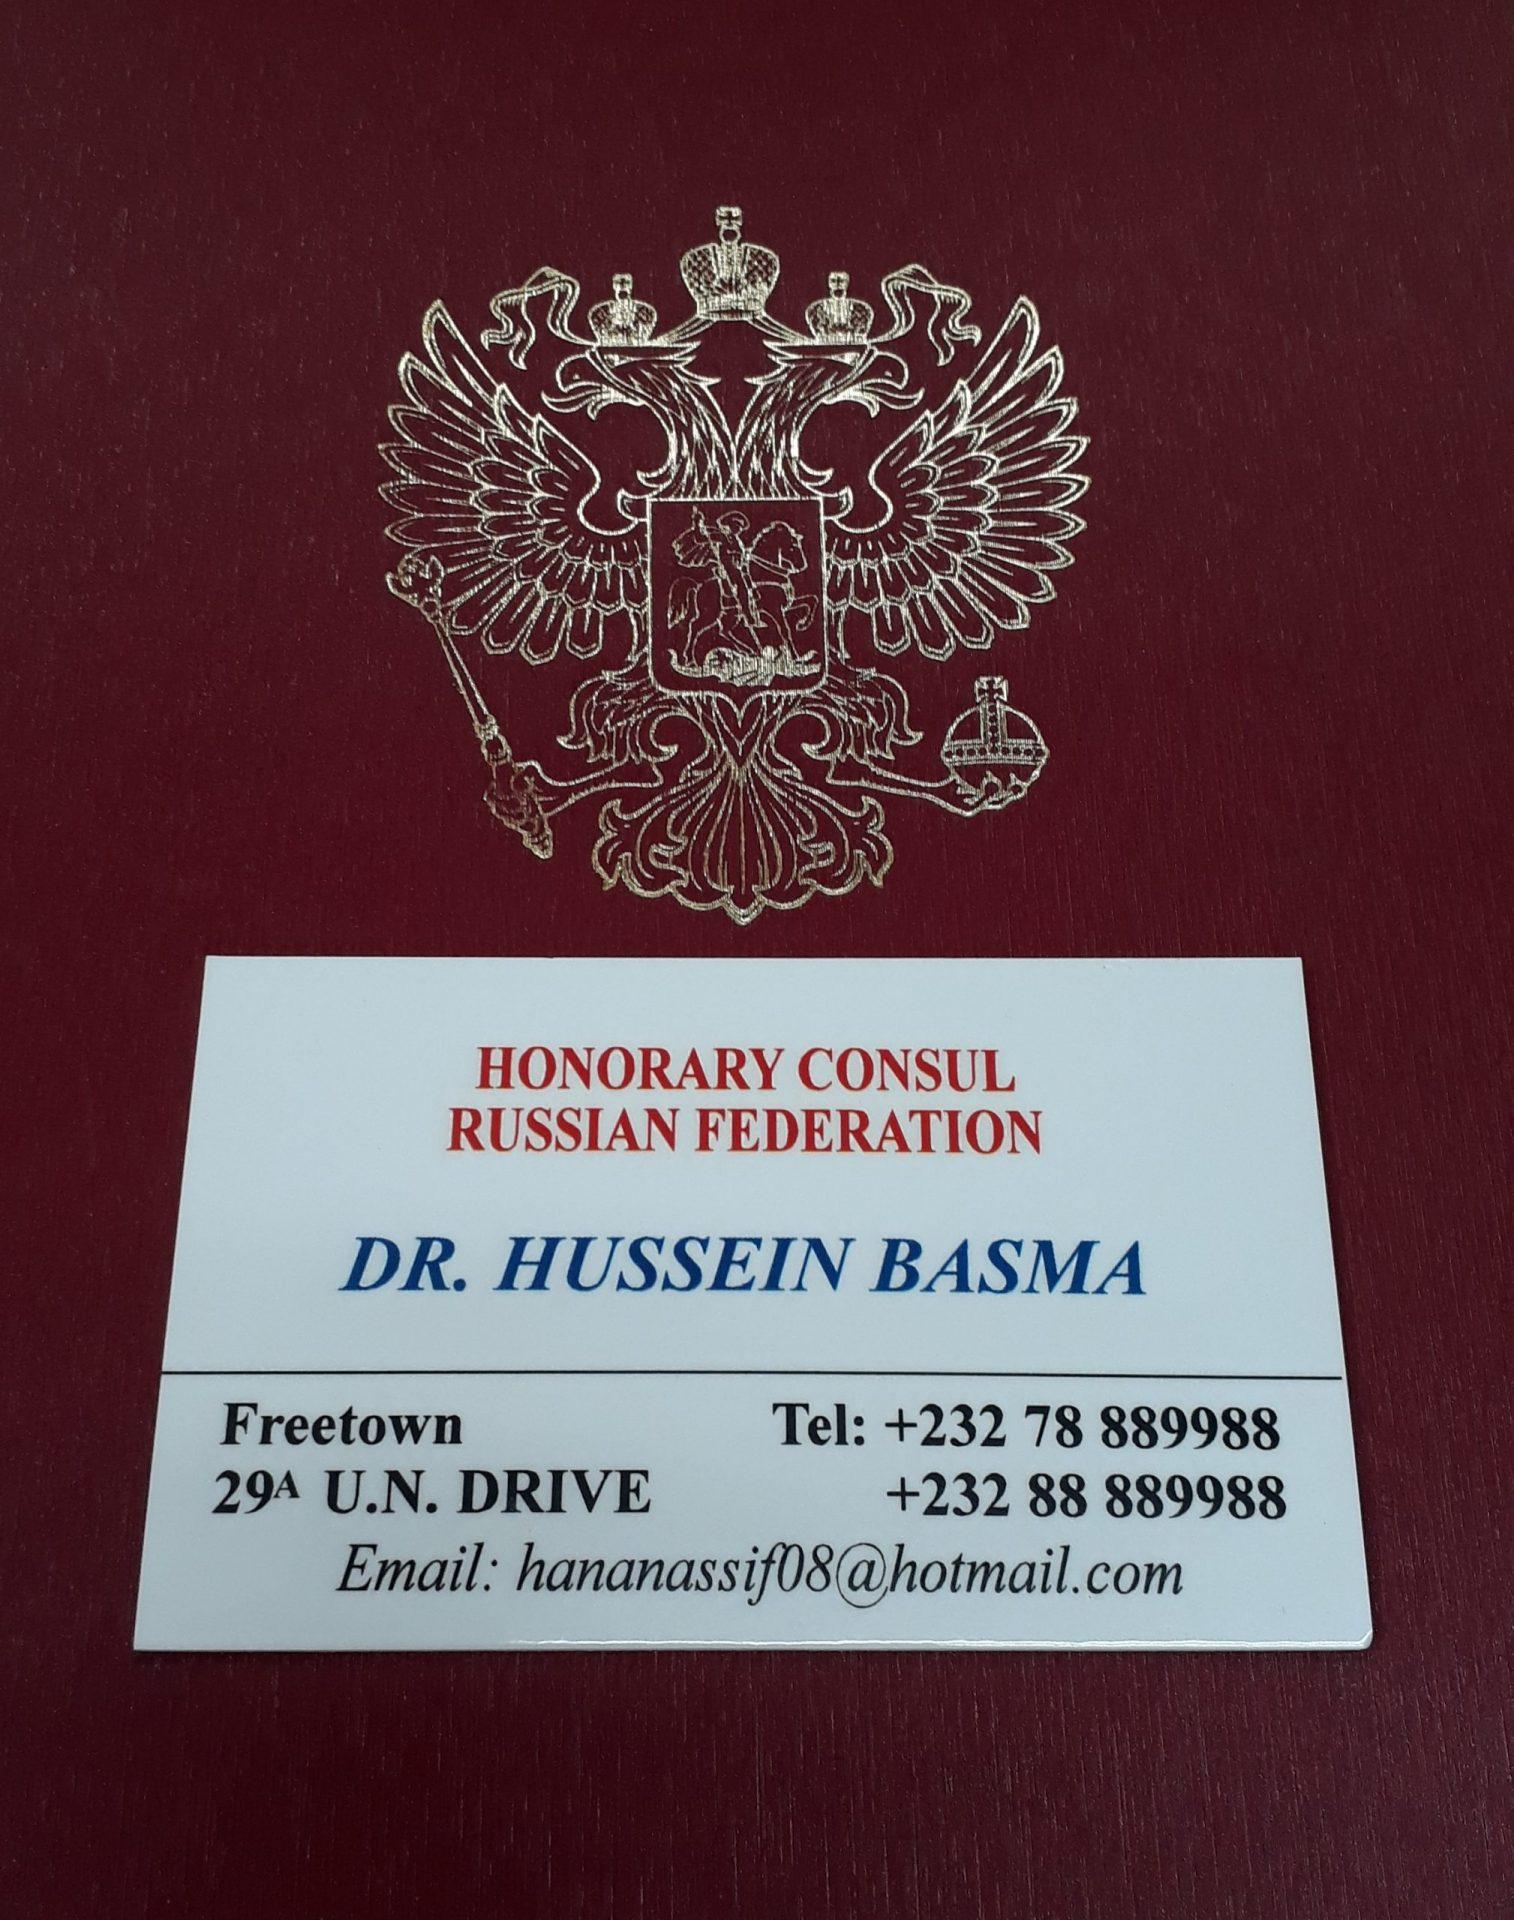 HONORARY CONSUL
RUSSIAN FEDERATION
DR. HUSSEIN BASMA
Freetown
Tel: +232 78 889988
29A U.N. DRIVE
+232 88 889988
Email: hananassif08@hotmail.com